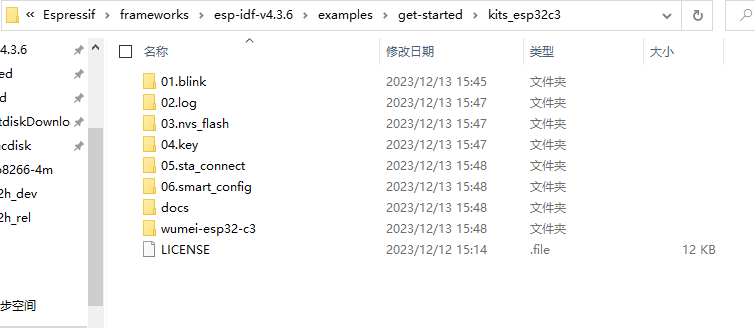 « Espressif › frameworks › esp-idf-v4.3.6 › examples › get-started › kits_esp32c3
名称 修改日期 类型 大小
01.blink 2023/12/13 15:45 文件夹
02.log 2023/12/13 15:47 文件夹
03.nvs_flash 2023/12/13 15:47 文件夹
04.key 2023/12/13 15:47 文件夹
05.sta_connect 2023/12/13 15:48 文件夹
06.smart_config 2023/12/13 15:48 文件夹
docs 2023/12/13 15:48 文件夹
wumei-esp32-c3 2023/12/13 15:48 文件夹
LICENSE 2023/12/12 15:14 .file 12 KB
4.3.6
ed
d
tdiskDownlo
cdisk
8266-4m
2h_dev
2h_rel
步空间